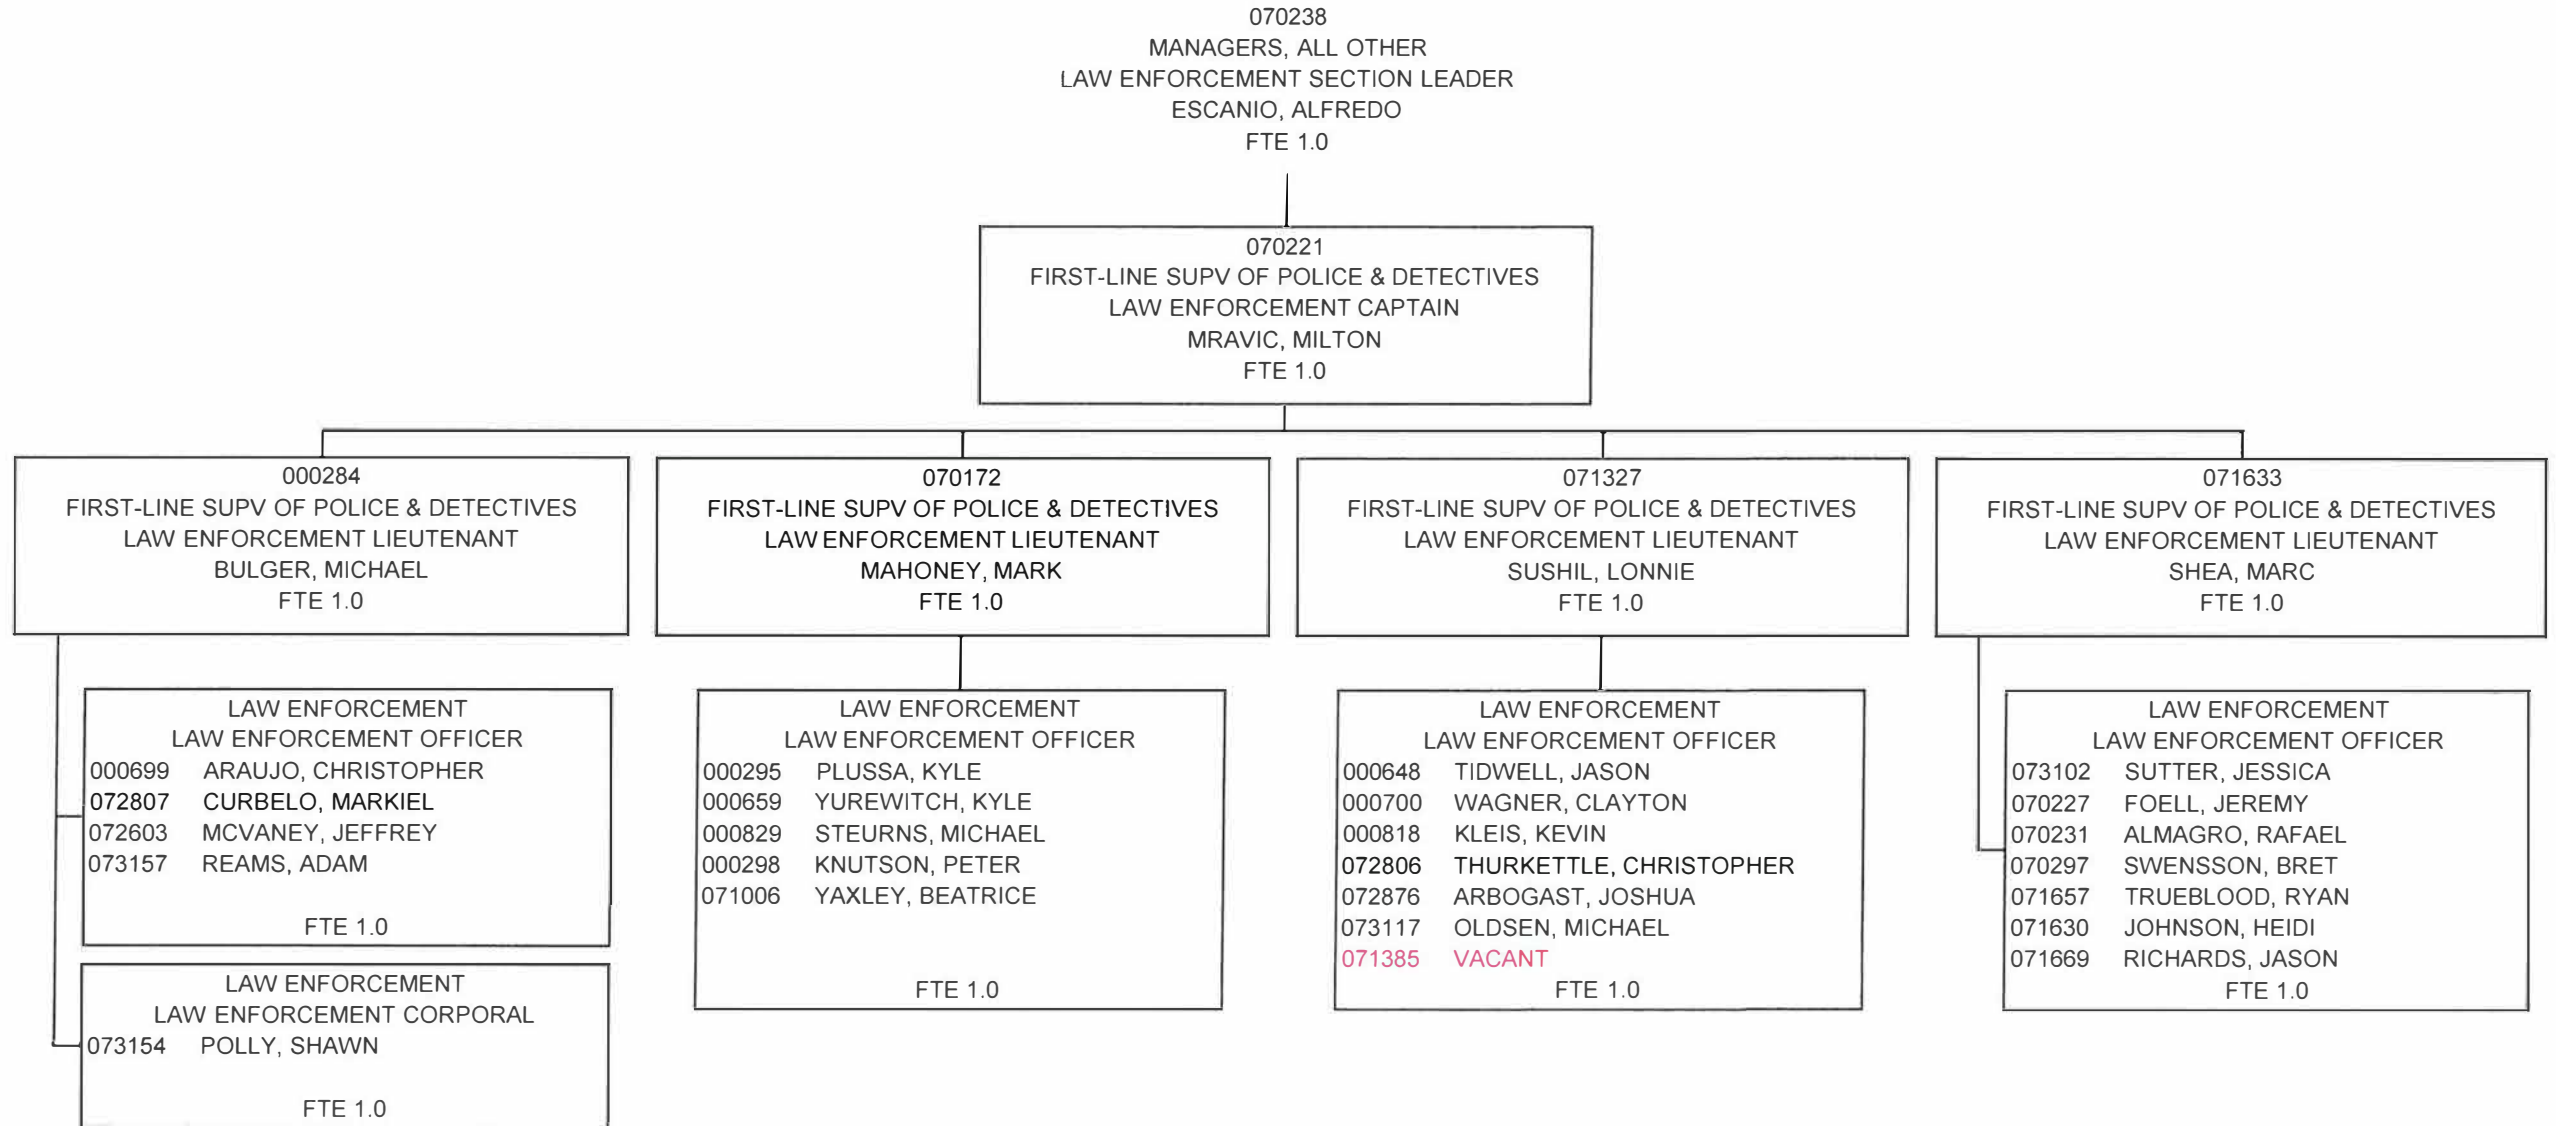 070238
MANAGERS, ALL OTHER
LAW ENFORCEMENT SECTION LEADER
ESCANIO, ALFREDO
FTE 1.0
070221
FIRST-LINE SUPV OF POLICE & DETECTIVES
LAW ENFORCEMENT CAPTAIN
MRAVIC, MILTON
FTE 1.0
000284
FIRST-LINE SUPV OF POLICE & DETECTIVES
LAW ENFORCEMENT LIEUTENANT
BULGER, MICHAEL
FTE 1.0
070172
FIRST-LINE SUPV OF POLICE & DETECTIVES
LAW ENFORCEMENT LIEUTENANT
MAHONEY, MARK
FTE 1.0
071327
FIRST-LINE SUPV OF POLICE & DETECTIVES
LAW ENFORCEMENT LIEUTENANT
SUSHIL, LONNIE
FTE 1.0
071633
FIRST-LINE SUPV OF POLICE & DETECTIVES
LAW ENFORCEMENT LIEUTENANT
SHEA, MARC
FTE 1.0
LAW ENFORCEMENT
LAW ENFORCEMENT OFFICER
000699 ARAUJO, CHRISTOPHER
072807 CURBELO, MARKIEL
072603 MCVANEY, JEFFREY
073157 REAMS, ADAM
FTE 1.0
LAW ENFORCEMENT
LAW ENFORCEMENT CORPORAL
073154 POLLY, SHAWN
FTE 1.0
LAW ENFORCEMENT
LAW ENFORCEMENT OFFICER
000295 PLUSSA, KYLE
000659 YUREWITCH, KYLE
000829 STEURNS, MICHAEL
000298 KNUTSON, PETER
071006 YAXLEY, BEATRICE
FTE 1.0
LAW ENFORCEMENT
LAW ENFORCEMENT OFFICER
000648 TIDWELL, JASON
000700 WAGNER, CLAYTON
000818 KLEIS, KEVIN
072806 THURKETTLE, CHRISTOPHER
072876 ARBOGAST, JOSHUA
073117 OLDSEN, MICHAEL
071385 VACANT
FTE 1.0
LAW ENFORCEMENT
LAW ENFORCEMENT OFFICER
073102 SUTTER, JESSICA
070227 FOELL, JEREMY
070231 ALMAGRO, RAFAEL
070297 SWENSSON, BRET
071657 TRUEBLOOD, RYAN
071630 JOHNSON, HEIDI
071669 RICHARDS, JASON
FTE 1.0